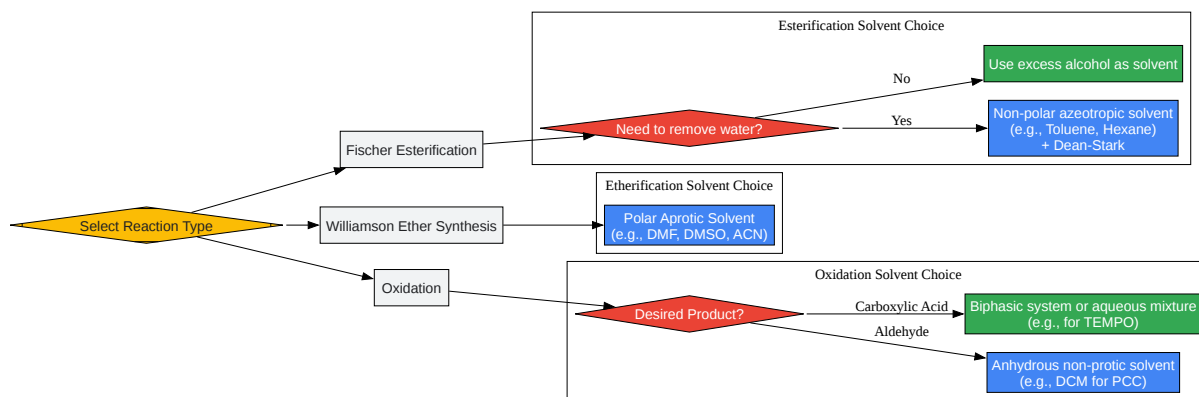 Esterification Solvent Choice
Use excess alcohol as solvent
No
Need to remove water?
Yes
Non-polar azeotropic solvent
(e.g., Toluene, Hexane)
+ Dean-Stark
Fischer Esterification
Etherification Solvent Choice
Select Reaction Type
Williamson Ether Synthesis
Polar Aprotic Solvent
(e.g., DMF, DMSO, ACN)
Oxidation Solvent Choice
Oxidation
Desired Product?
Carboxylic Acid
Biphasic system or aqueous mixture
(e.g., for TEMPO)
Aldehyde
Anhydrous non-protic solvent
(e.g., DCM for PCC)